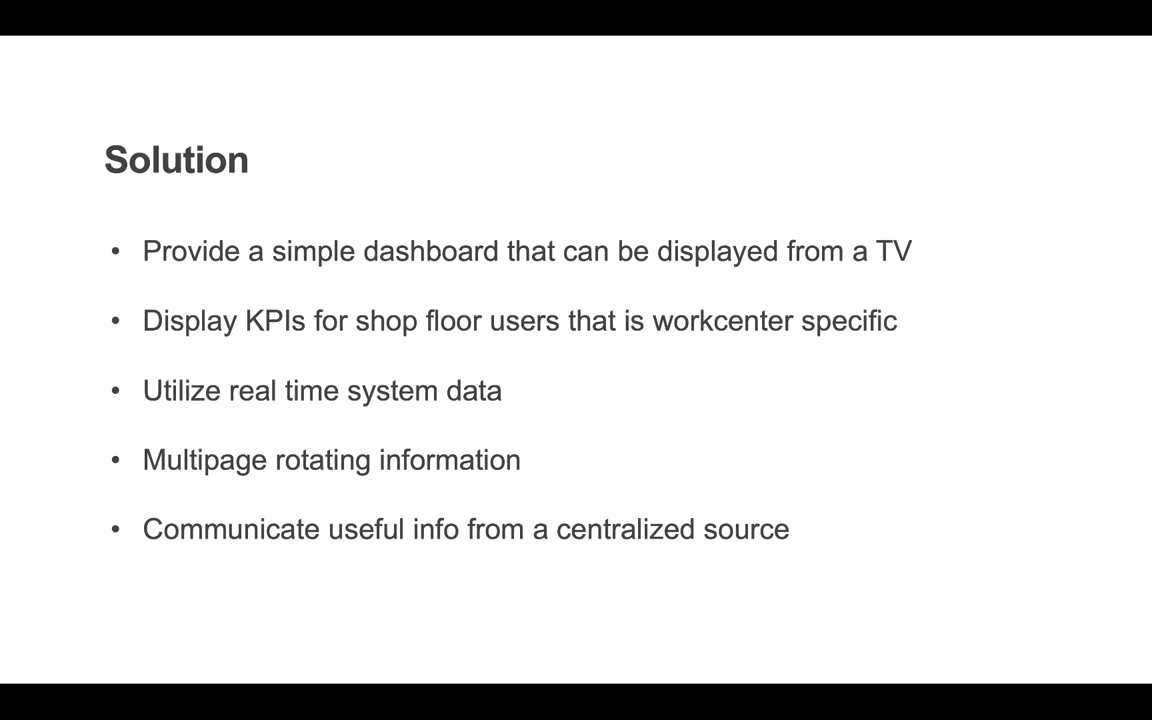 Solution
• Provide a simple dashboard that can be displayed from a TV
• Display KPIs for shop floor users that is workcenter specific
• Utilize real time system data
• Multipage rotating information
• Communicate useful info from a centralized source